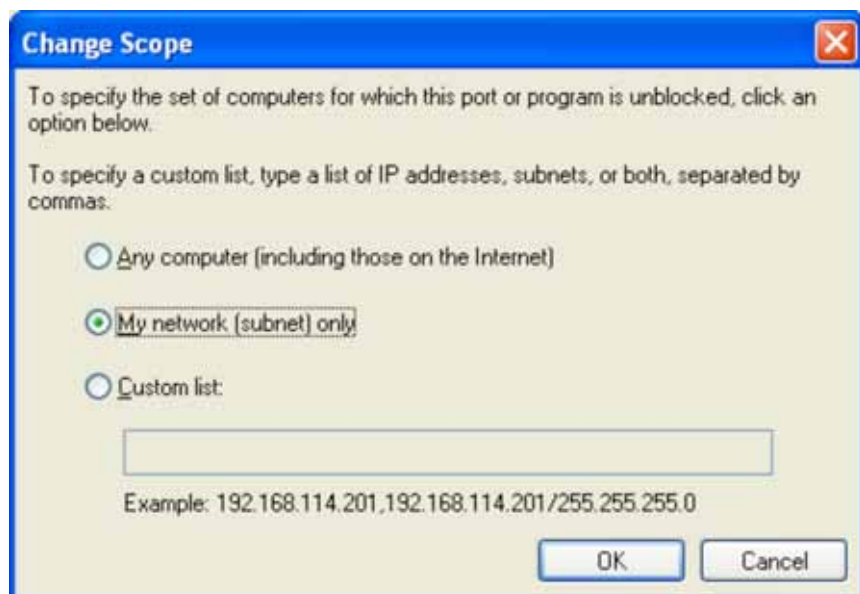 Change Scope
To specify the set of computers for which this port or program is unblocked, click an
option below.
To specify a custom list, type a list of IP addresses, subnets, or both, separated by
commas.
Any computer (including those on the Internet)
My network (subnet) only
Custom list:
Example: 192.168.114.201,192.168.114.201/255.255.255.0
OK
Cancel